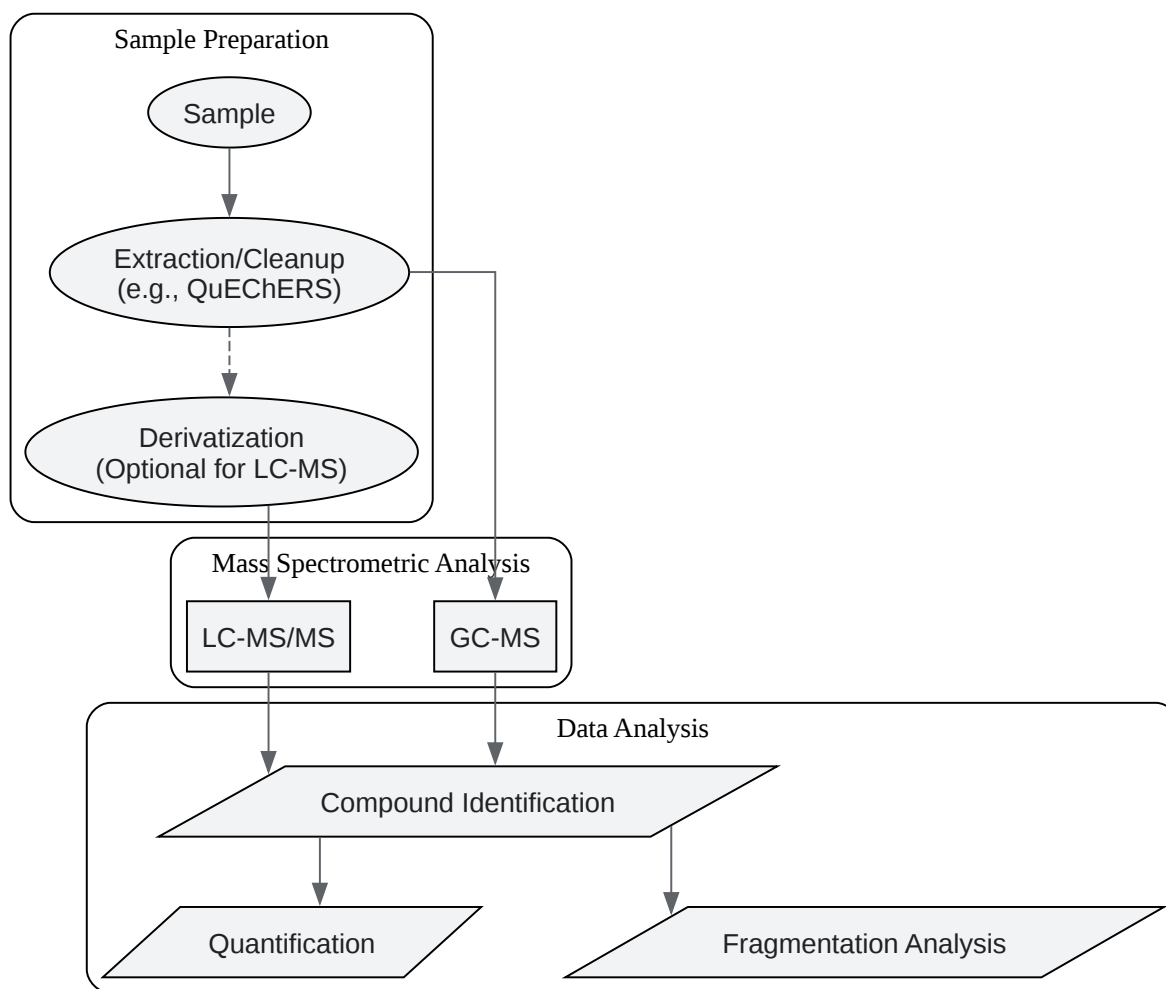 Sample Preparation
Sample
Extraction/Cleanup
(e.g., QuEChERS)
Derivatization
(Optional for LC-MS)
Mass Spectrometric Analysis
LC-MS/MS
GC-MS
Data Analysis
Compound Identification
Quantification
Fragmentation Analysis